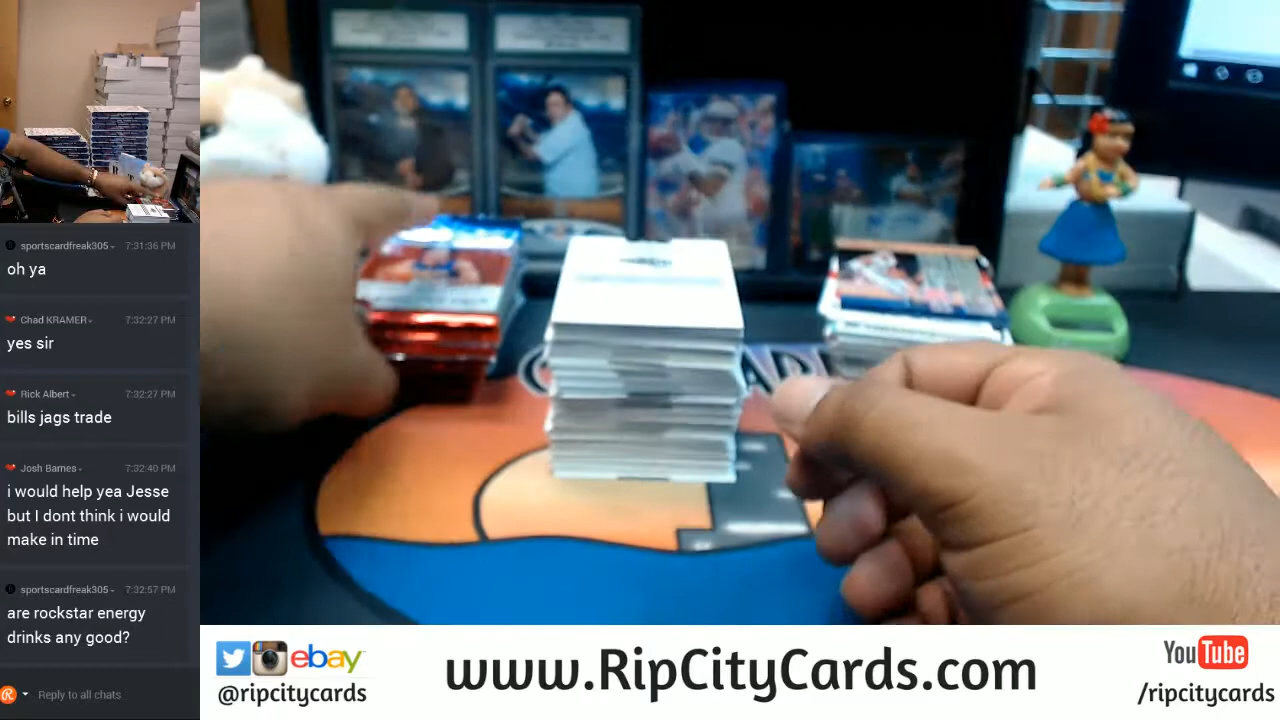 sportscardfreak305 7:31:36 PM
oh ya
Chad KRAMER 7:32:27 PM
yes sir
Rick Albert 7:32:27 PM
bills jags trade
Josh Barnes 7:32:40 PM
i would help yea Jesse
but I dont think i would
make in time
sportscardfreak305 7:32:57 PM
are rockstar energy
drinks any good?
Reply to all chats
ebay
@ripcitycards
www.RipCityCards.com
YouTube
/ripcitycards